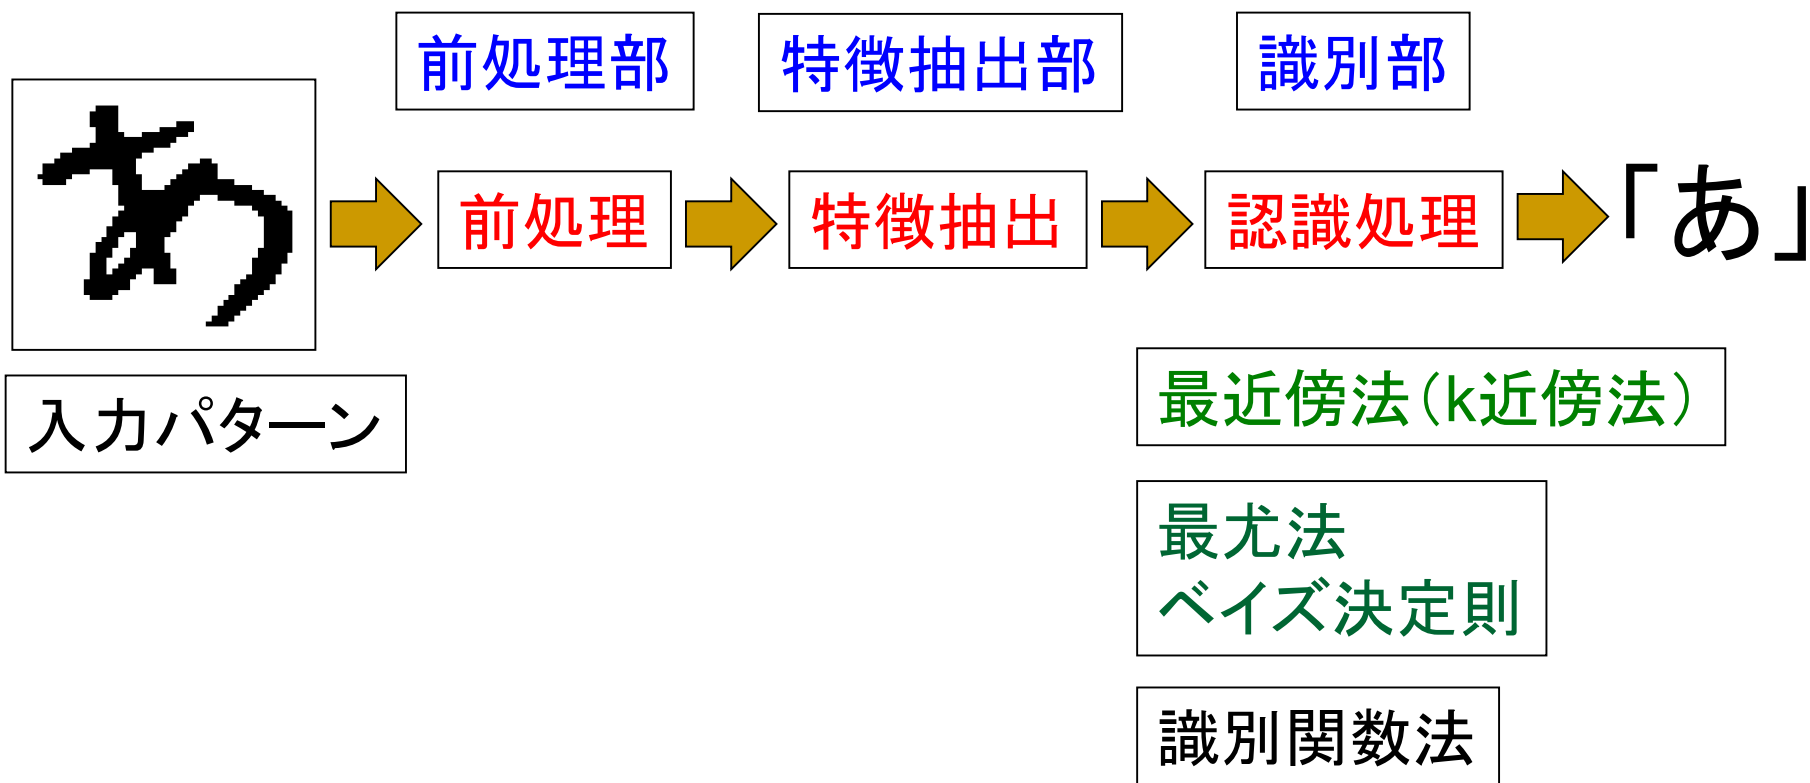 前処理部
特徴抽出部
識別部
あ
前処理
特徴抽出
認識処理
「あ」
入力パターン
最近傍法(k近傍法)
最尤法
ベイズ決定則
識別関数法